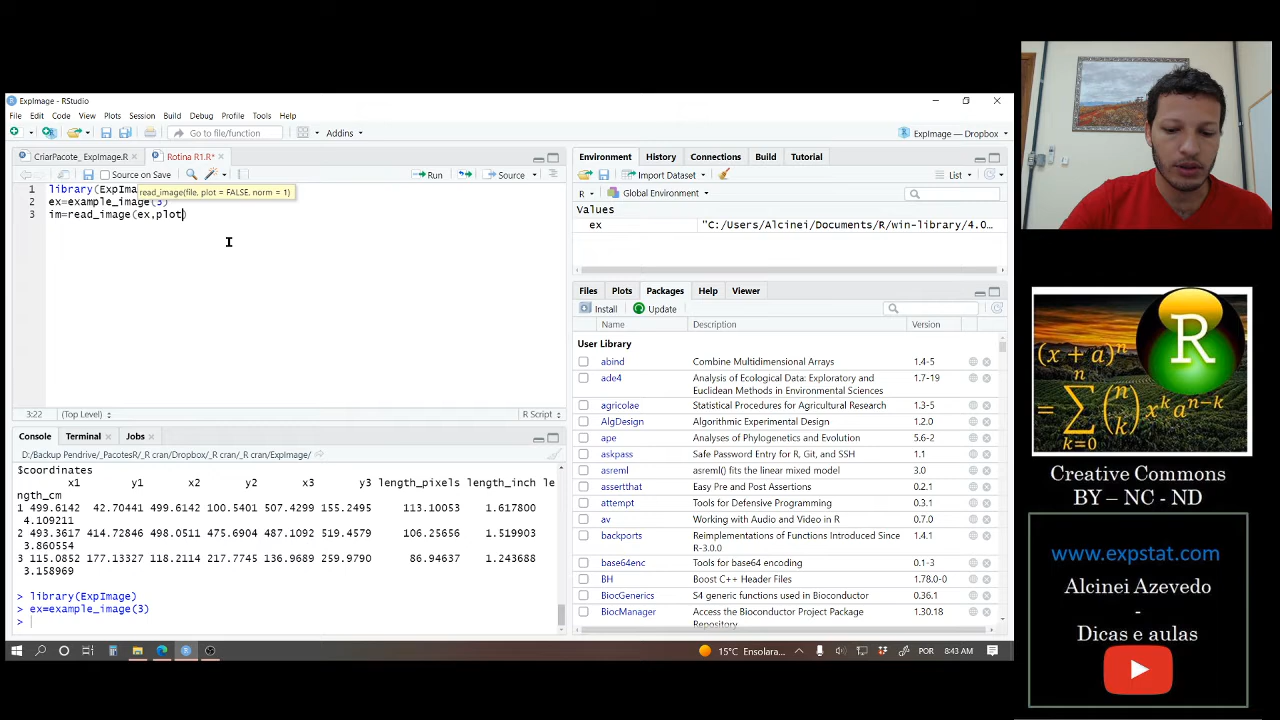 ExpImage - RStudio
File Edit Code View Plots Session Build Debug Profile Tools Help
Go to file/function Addins ExpImage — Dropbox
CriarPacote_ ExpImage.R Rotina R1.R*
Source on Save Run Source
1 library(ExpIma
read_image(file, plot = FALSE, norm = 1)
2 ex=example_image(3)
3 im=read_image(ex,plot)
3:22 (Top Level) R Script
Console Terminal Jobs
D:/Backup Pendrive/_PacotesR/_R cran/Dropbox/_R cran/ExpImage/
$coordinates
x1 y1 x2 y2 x3 y3 length_pixels length_inch le
ngth_cm
1 499.6142 42.70441 499.6142 100.5401 507.4299 155.2495 113.10053 1.617800
4.109211
2 493.3617 414.72846 498.0511 475.6904 487.1092 519.4579 106.25656 1.519903
3.860554
3 115.0852 177.13327 118.2114 217.7745 136.9689 259.9790 86.94637 1.243688
3.158969
> library(ExpImage)
> ex=example_image(3)
>
Environment History Connections Build Tutorial
Import Dataset List
R Global Environment
Values
ex "C:/Users/Alcinei/Documents/R/win-library/4.0…
Files Plots Packages Help Viewer
Install Update
Name Description Version
User Library
abind Combine Multidimensional Arrays 1.4-5
ade4 Analysis of Ecological Data: Exploratory and 1.7-19
Euclidean Methods in Environmental Sciences
agricolae Statistical Procedures for Agricultural Research 1.3-5
AlgDesign Algorithmic Experimental Design 1.2.0
ape Analyses of Phylogenetics and Evolution 5.6-2
askpass Safe Password Entry for R, Git, and SSH 1.1
asreml asreml() fits the linear mixed model 3.0
assertthat Easy Pre and Post Assertions 0.2.1
attempt Tools for Defensive Programming 0.3.1
av Working with Audio and Video in R 0.7.0
backports Reimplementations of Functions Introduced Since 1.4.1
R-3.0.0
base64enc Tools for base64 encoding 0.1-3
BH Boost C++ Header Files 1.78.0-0
BiocGenerics S4 generic functions used in Bioconductor 0.36.1
BiocManager Access the Bioconductor Project Package 1.30.18
Repository
15°C Ensolara... POR 8:43 AM
R
(x + a)^n
= ∑ n k=0 (n k) x^k a^(n−k)
Creative Commons
BY – NC - ND
www.expstat.com
Alcinei Azevedo
-
Dicas e aulas